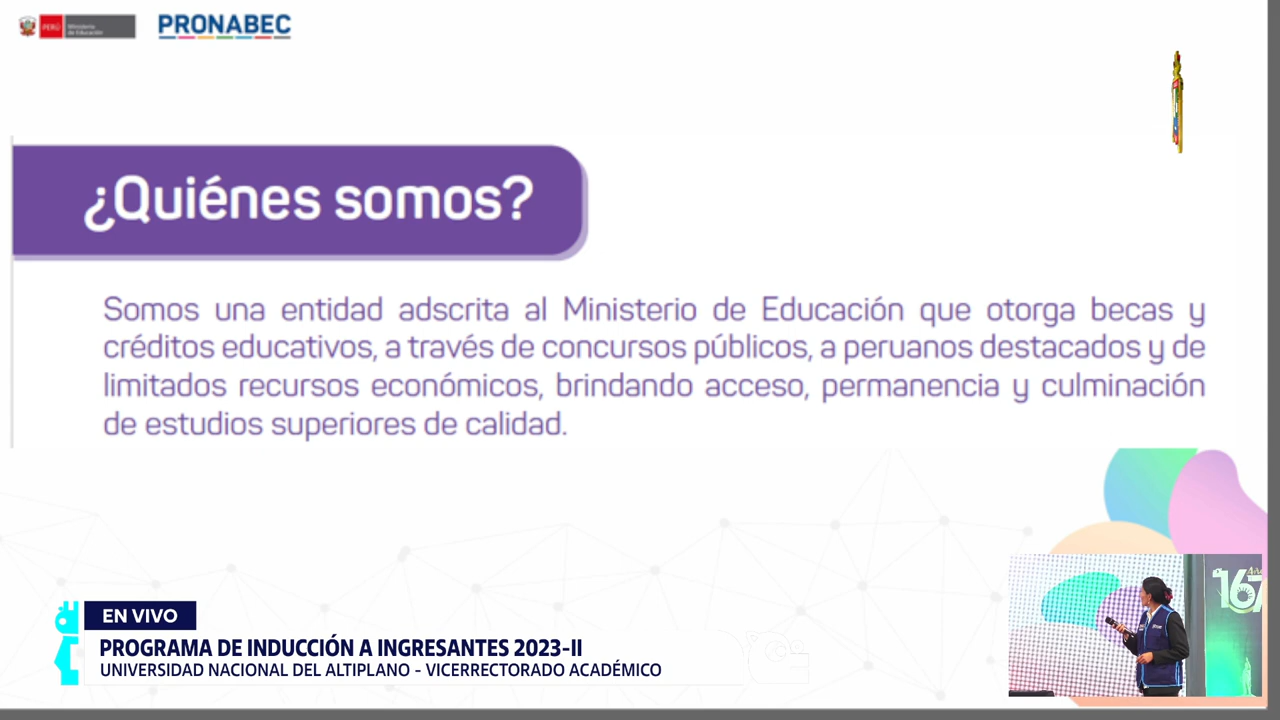 PERÚ
Ministerio
de Educación
PRONABEC
¿Quiénes somos?
Somos una entidad adscrita al Ministerio de Educación que otorga becas y
créditos educativos, a través de concursos públicos, a peruanos destacados y de
limitados recursos económicos, brindando acceso, permanencia y culminación
de estudios superiores de calidad.
EN VIVO
PROGRAMA DE INDUCCIÓN A INGRESANTES 2023-II
UNIVERSIDAD NACIONAL DEL ALTIPLANO - VICERRECTORADO ACADÉMICO
167